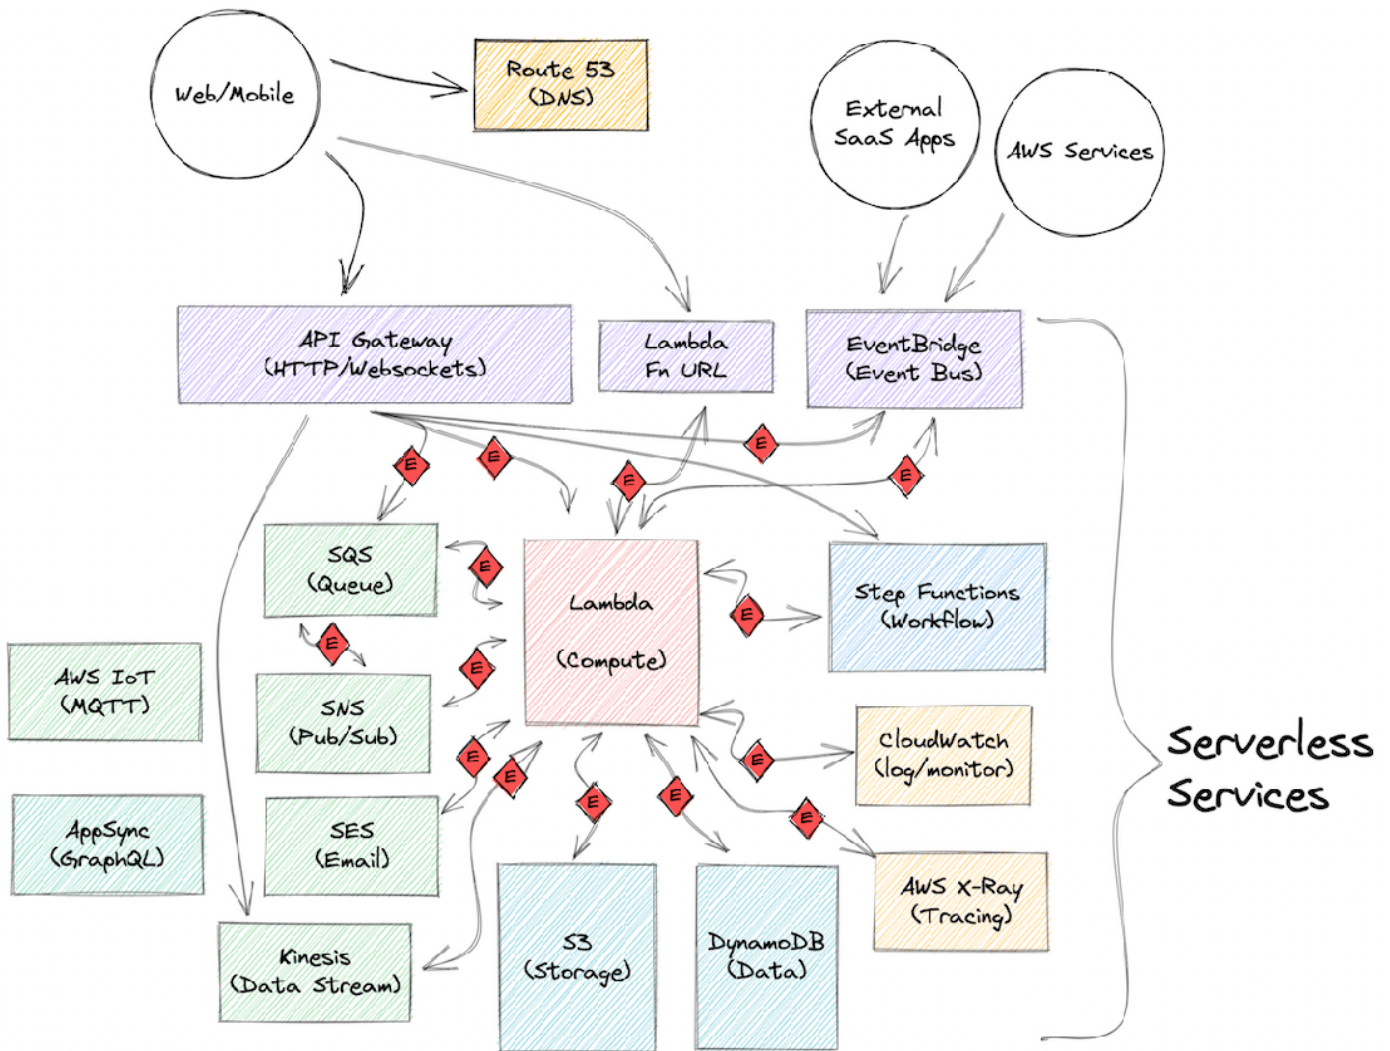 Web/Mobile
Route 53
(DNS)
External
SaaS Apps
AWS Services
API Gateway
(HTTP/Websockets)
Lambda
Fn URL
EventBridge
(Event Bus)
E
E
E
E
E
SQS
(Queue)
E
Lambda
(Compute)
Step Functions
(Workflow)
E
E
E
AWS IoT
(MQTT)
SNS
(Pub/Sub)
CloudWatch
(log/monitor)
Serverless
Services
E
E
E
E
E
E
AppSync
(GraphQL)
SES
(Email)
AWS X-Ray
(Tracing)
Kinesis
(Data Stream)
S3
(Storage)
DynamoDB
(Data)